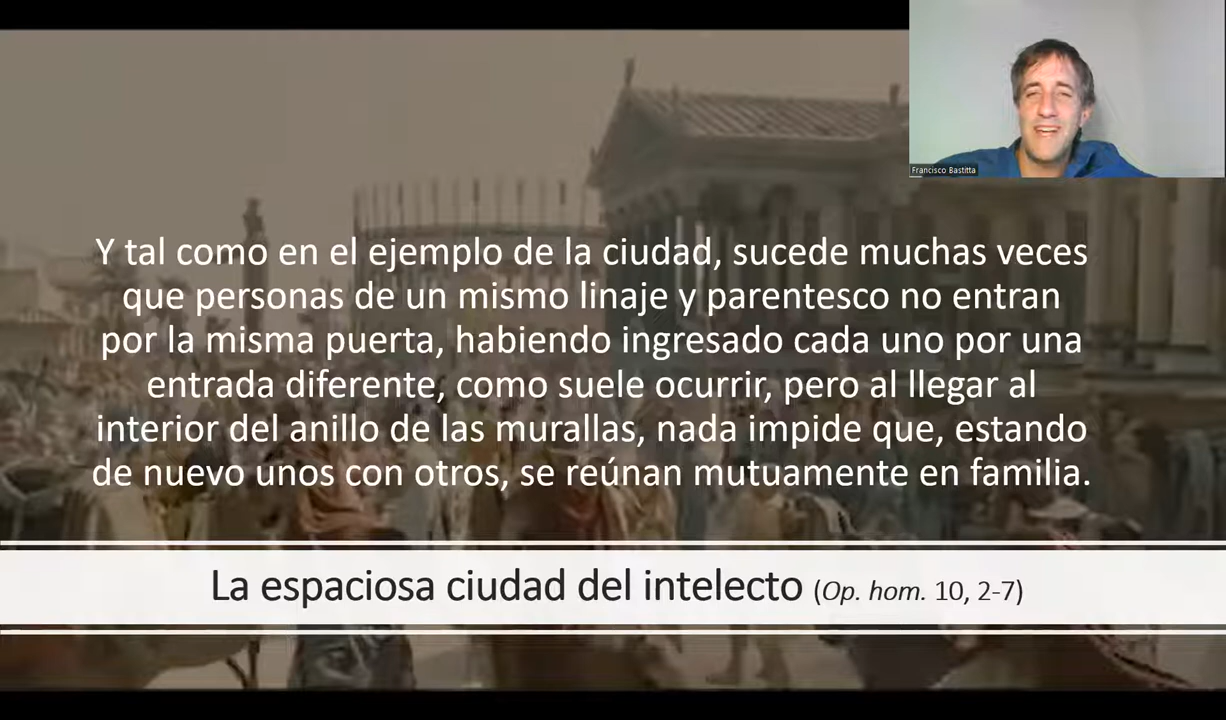 Francisco Bastitta
Y tal como en el ejemplo de la ciudad, sucede muchas veces
que personas de un mismo linaje y parentesco no entran
por la misma puerta, habiendo ingresado cada uno por una
entrada diferente, como suele ocurrir, pero al llegar al
interior del anillo de las murallas, nada impide que, estando
de nuevo unos con otros, se reúnan mutuamente en familia.
La espaciosa ciudad del intelecto (Op. hom. 10, 2-7)